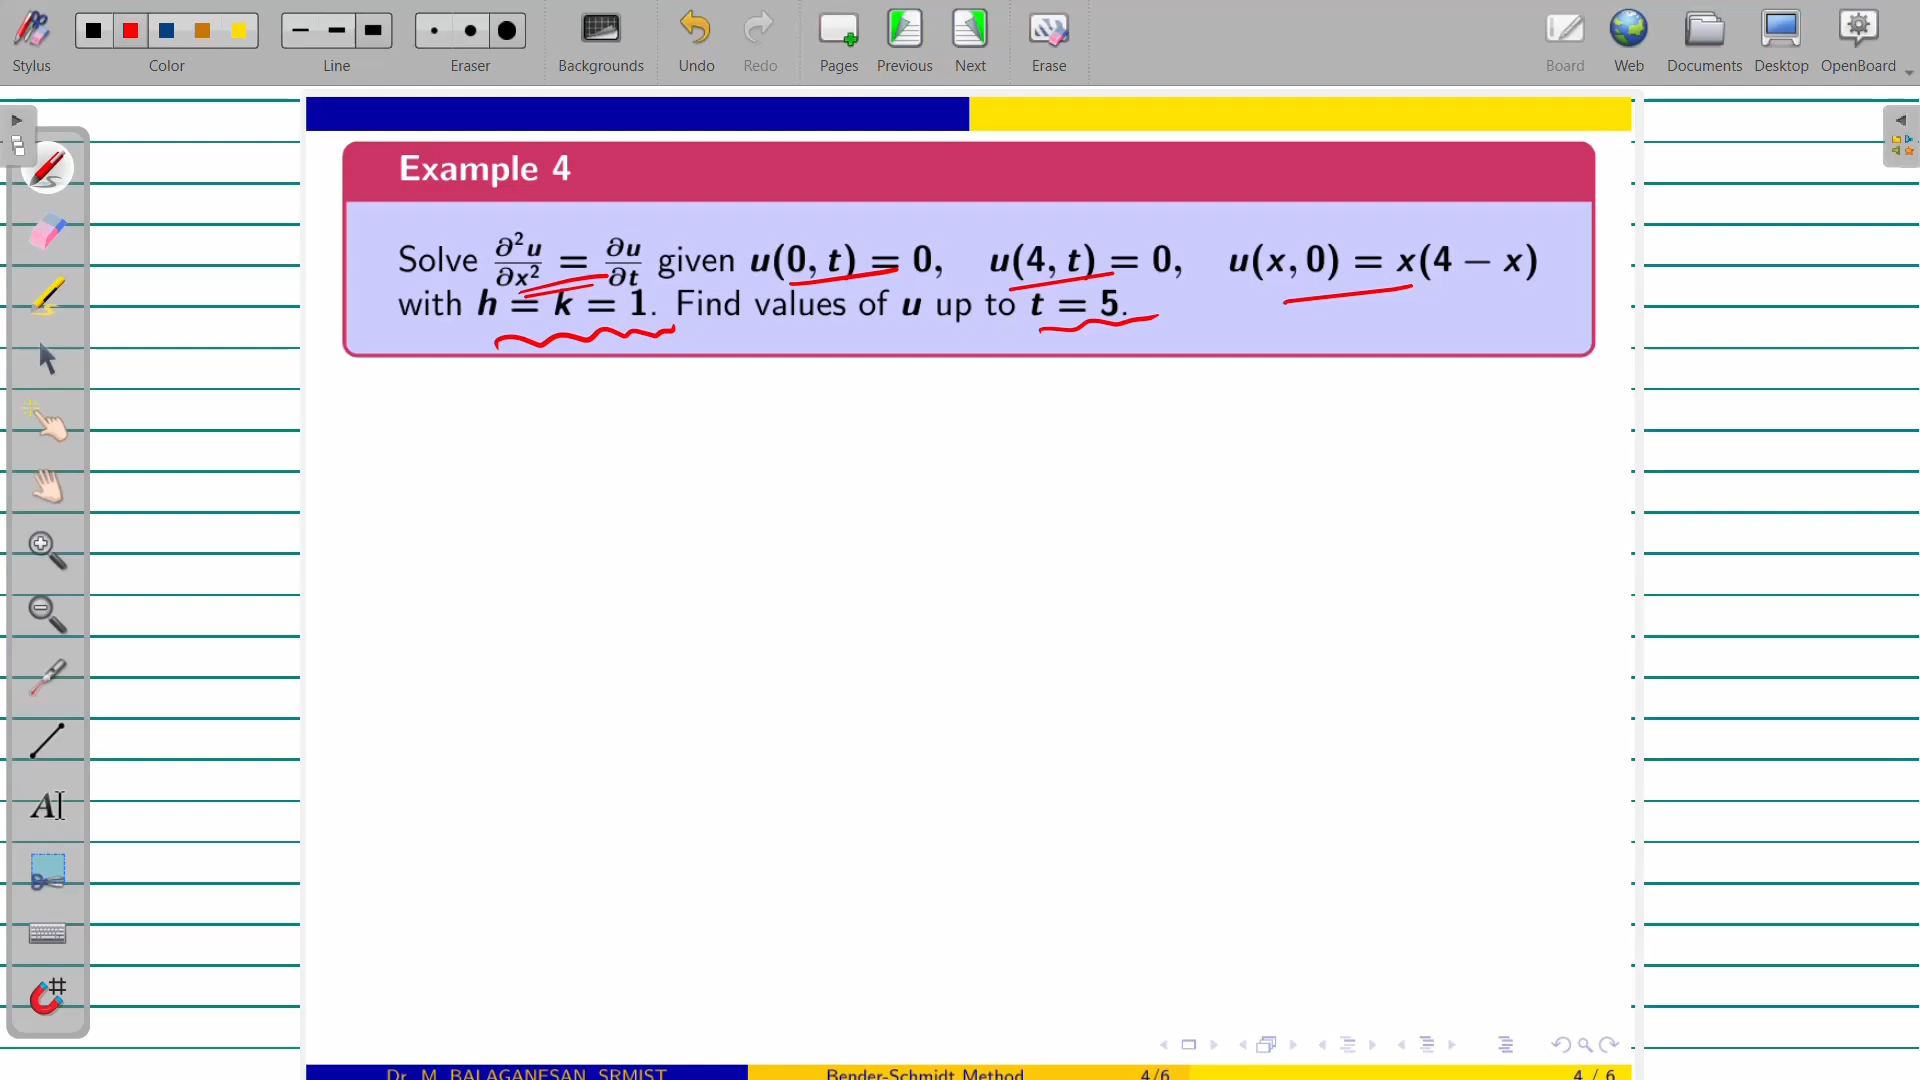 Stylus
Color
Line
Eraser
Backgrounds
Undo
Redo
Pages
Previous
Next
Erase
Board
Web
Documents
Desktop
OpenBoard
Example 4
Solve ∂²u/∂x² = ∂u/∂t given u(0, t) = 0, u(4, t) = 0, u(x, 0) = x(4 − x)
with h = k = 1. Find values of u up to t = 5.
Dr. M. BALAGANESAN, SRMIST
Bender-Schmidt Method
4/6
4 / 6